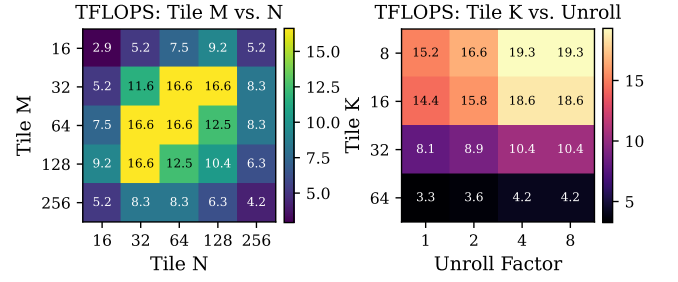 TFLOPS: Tile M vs. N
16 2.9 5.2 7.5 9.2 5.2
32 5.2 11.6 16.6 16.6 8.3
64 7.5 16.6 16.6 12.5 8.3
128 9.2 16.6 12.5 10.4 6.3
256 5.2 8.3 8.3 6.3 4.2
16 32 64 128 256
Tile N
Tile M
15.0
12.5
10.0
7.5
5.0
TFLOPS: Tile K vs. Unroll
8 15.2 16.6 19.3 19.3
16 14.4 15.8 18.6 18.6
32 8.1 8.9 10.4 10.4
64 3.3 3.6 4.2 4.2
1 2 4 8
Unroll Factor
Tile K
15
10
5